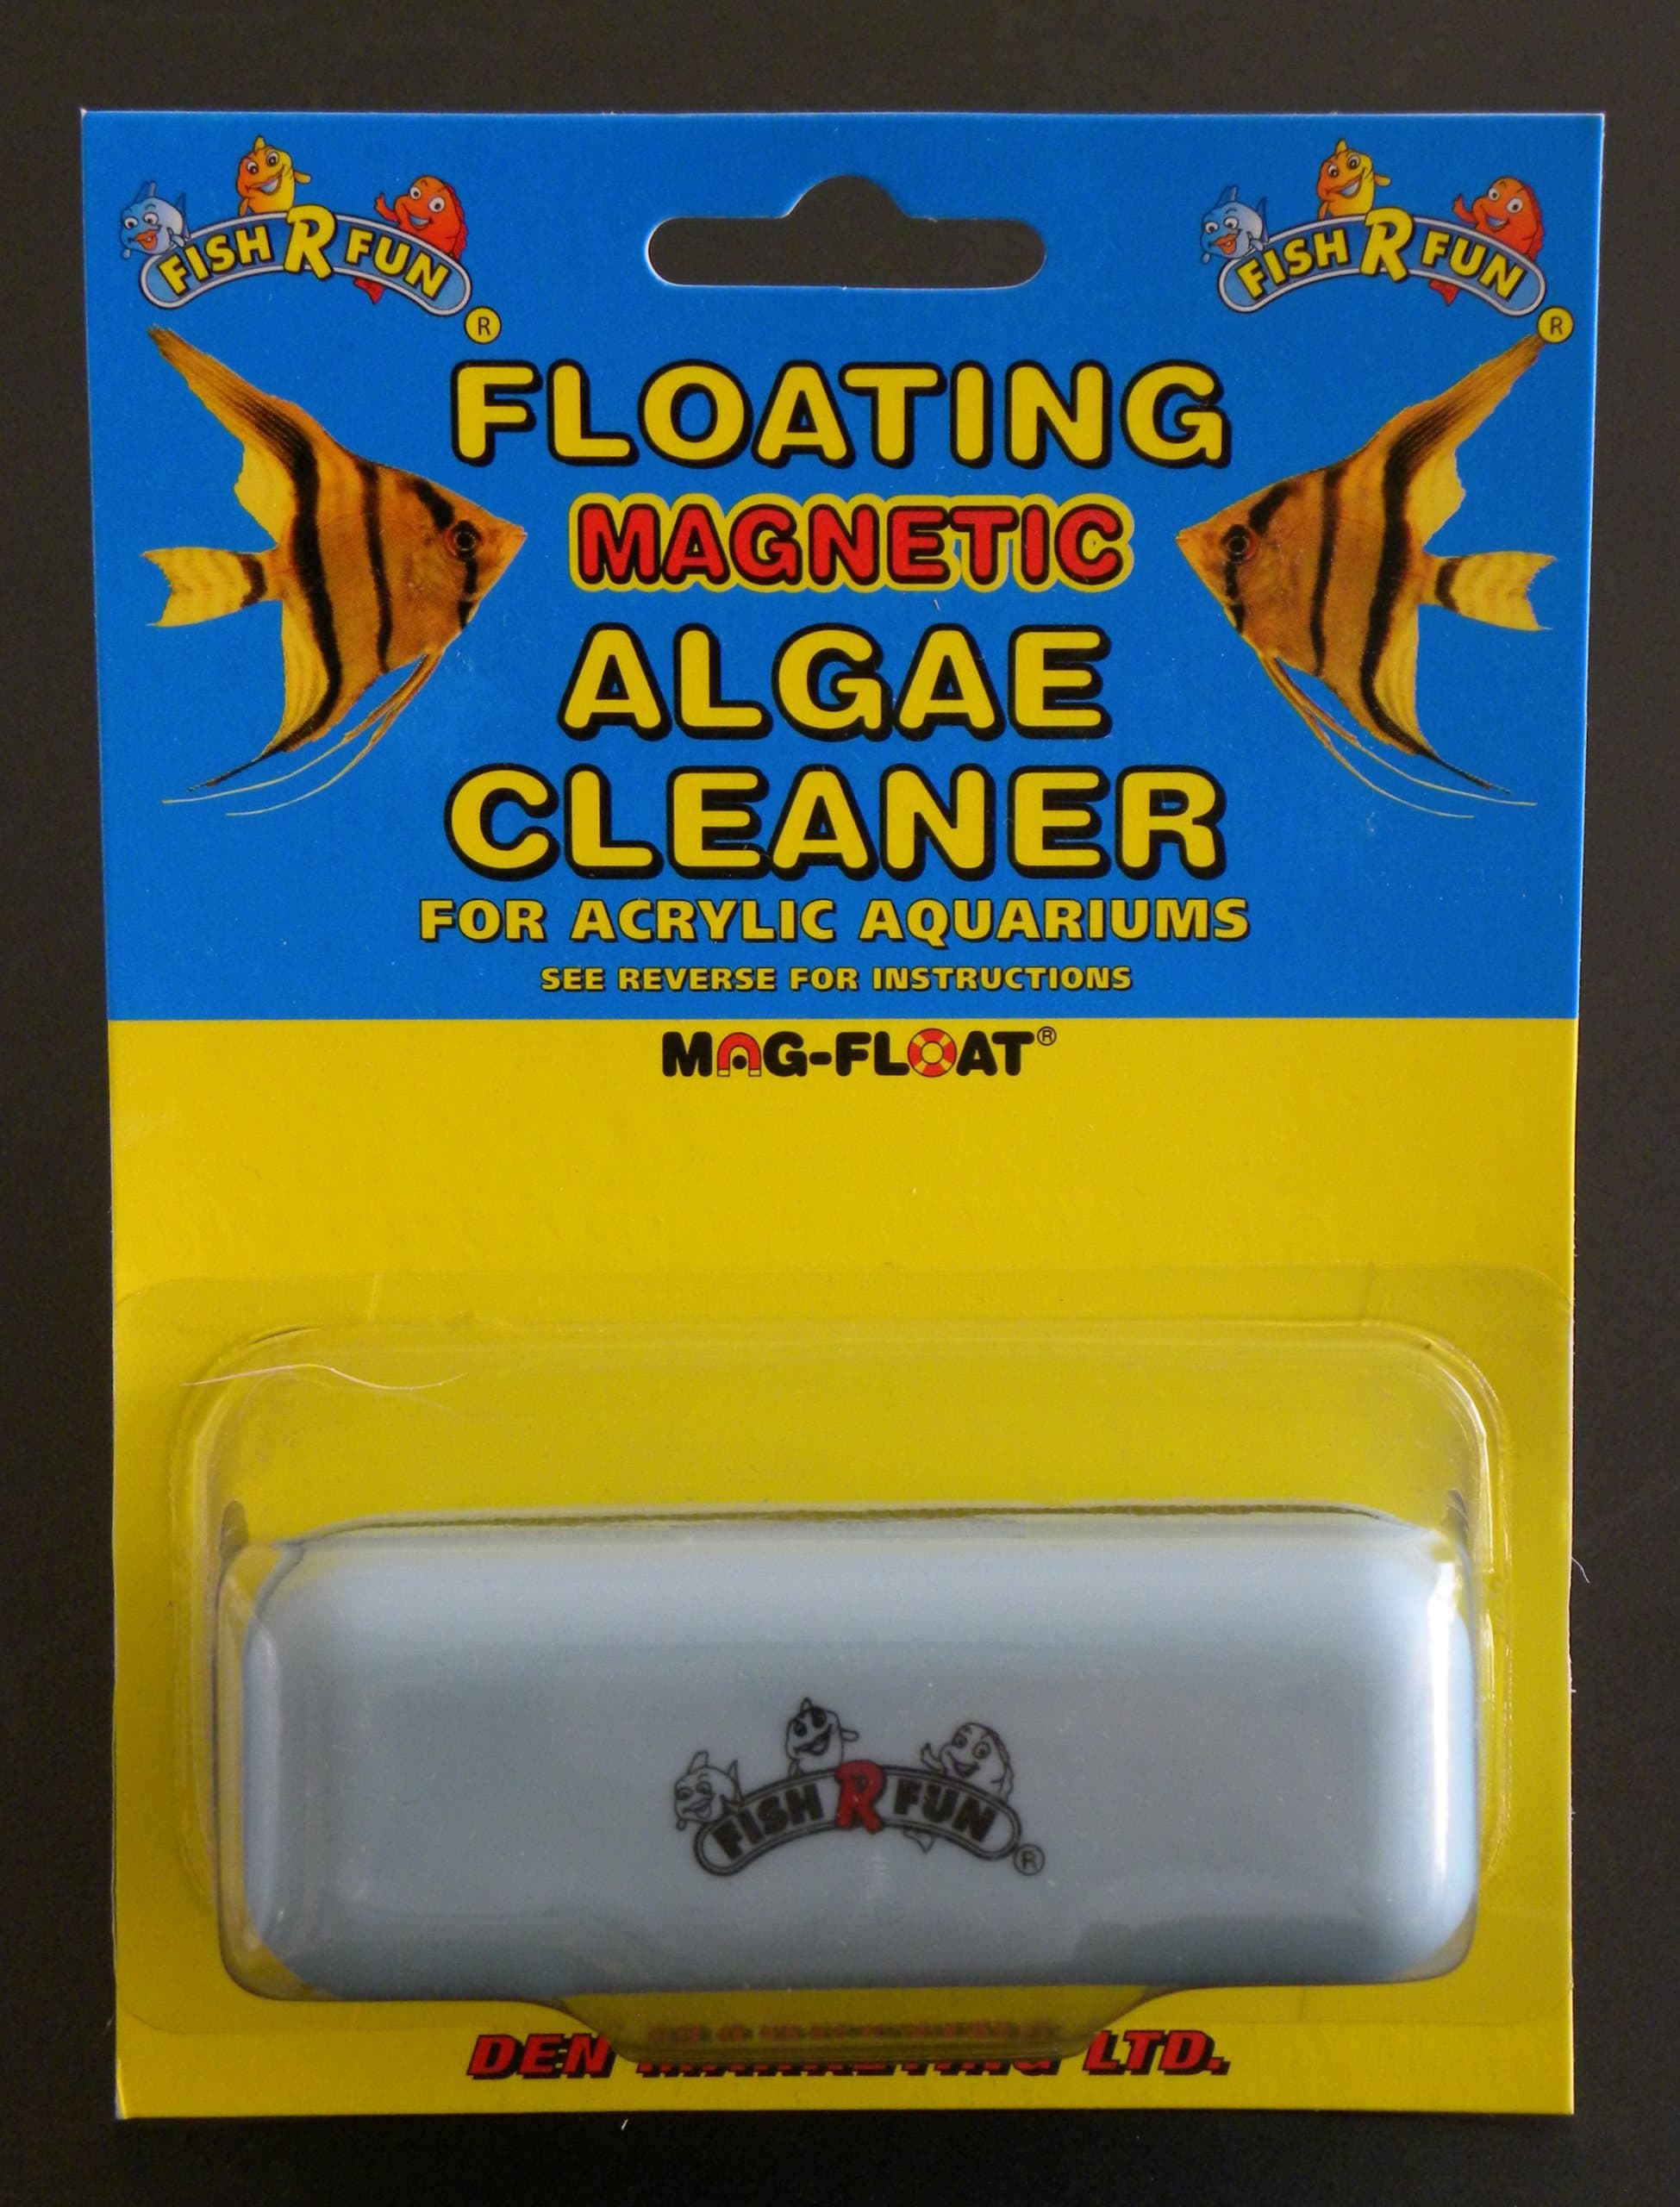 FISH R FUN ®
FISH R FUN ®
FLOATING
MAGNETIC
ALGAE
CLEANER
FOR ACRYLIC AQUARIUMS
SEE REVERSE FOR INSTRUCTIONS
MAG-FLOAT®
FISH R FUN ®
DEN MARKETING LTD.